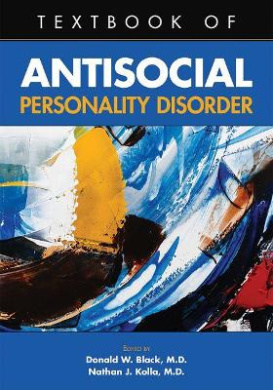 TEXTBOOK OF
ANTISOCIAL
PERSONALITY DISORDER
EDITED BY
Donald W. Black, M.D.
Nathan J. Kolla, M.D.